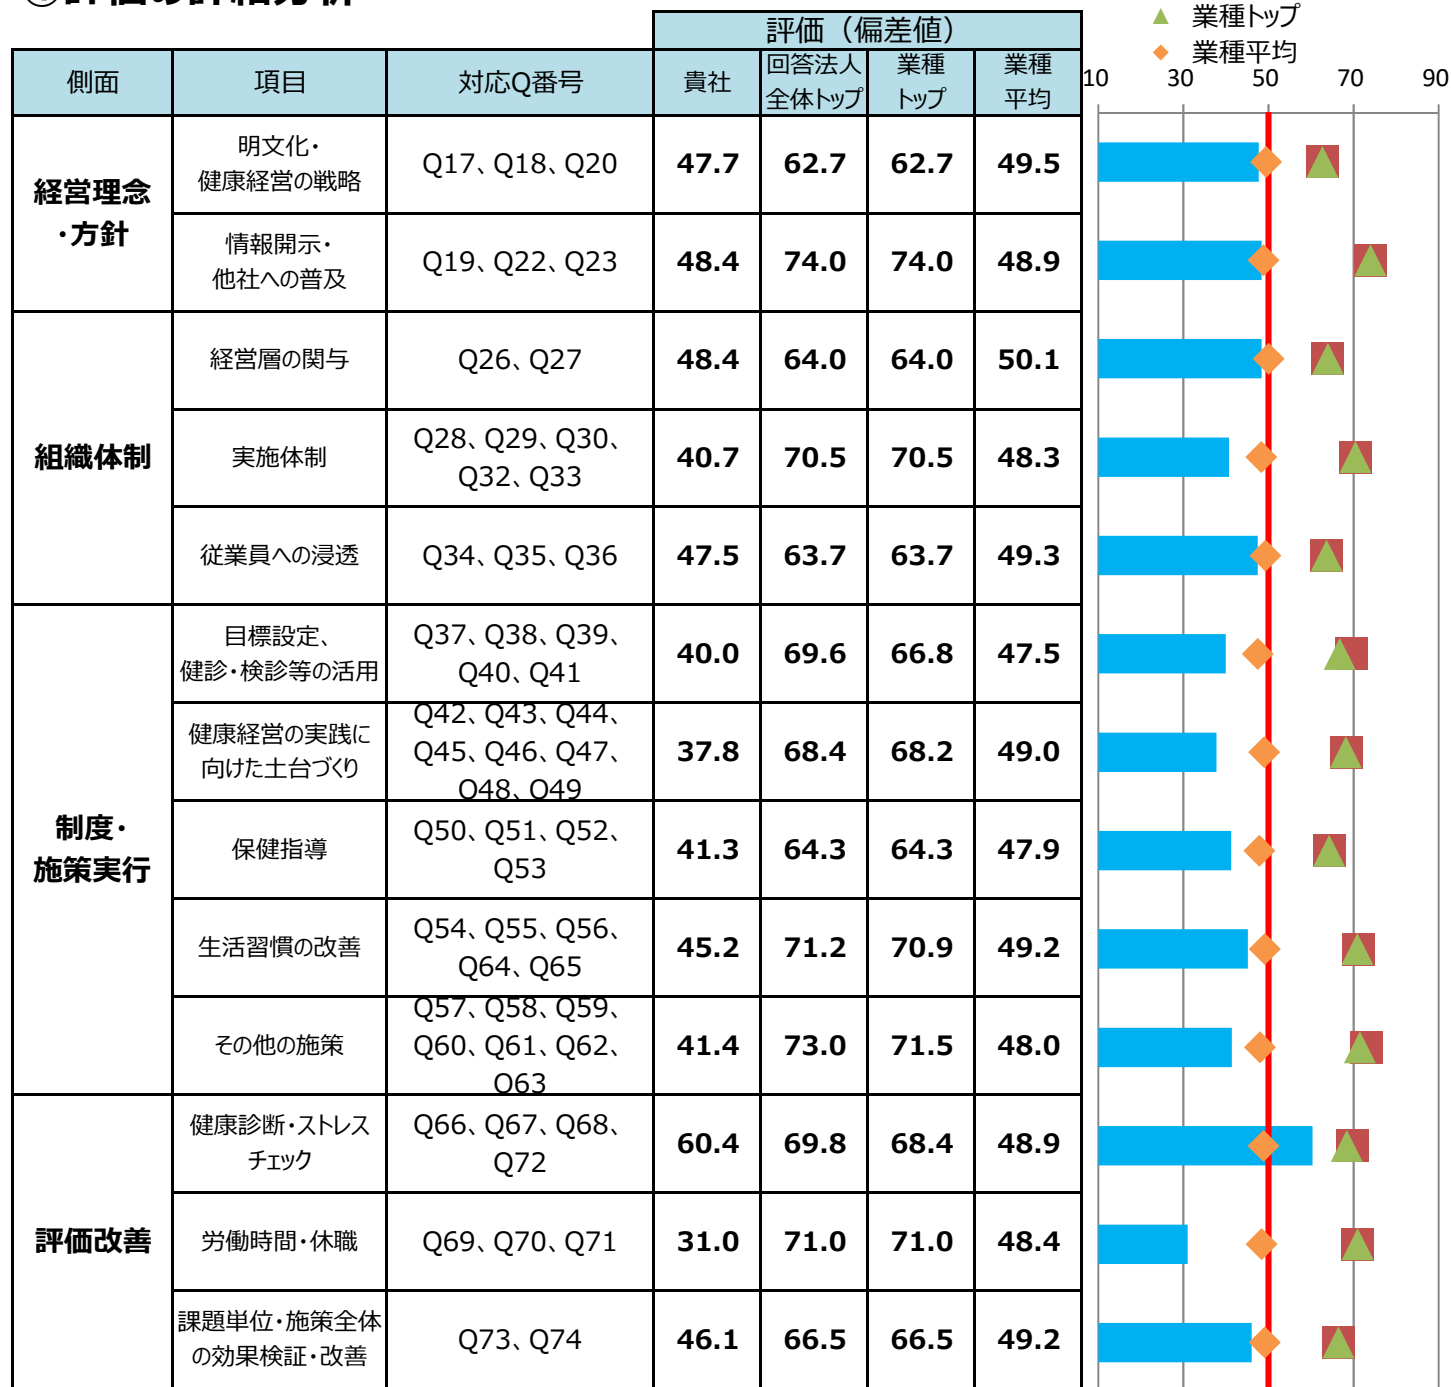 評価の詳細分析
▲ 業種トップ
◆ 業種平均
評価（偏差値）
側面 項目 対応Q番号 貴社 回答法人全体トップ 業種トップ 業種平均
10 30 50 70 90
経営理念・方針
明文化・健康経営の戦略 Q17、Q18、Q20 47.7 62.7 62.7 49.5
情報開示・他社への普及 Q19、Q22、Q23 48.4 74.0 74.0 48.9
組織体制
経営層の関与 Q26、Q27 48.4 64.0 64.0 50.1
実施体制 Q28、Q29、Q30、Q32、Q33 40.7 70.5 70.5 48.3
従業員への浸透 Q34、Q35、Q36 47.5 63.7 63.7 49.3
制度・施策実行
目標設定、健診・検診等の活用 Q37、Q38、Q39、Q40、Q41 40.0 69.6 66.8 47.5
健康経営の実践に向けた土台づくり Q42、Q43、Q44、Q45、Q46、Q47、Q48、Q49 37.8 68.4 68.2 49.0
保健指導 Q50、Q51、Q52、Q53 41.3 64.3 64.3 47.9
生活習慣の改善 Q54、Q55、Q56、Q64、Q65 45.2 71.2 70.9 49.2
その他の施策 Q57、Q58、Q59、Q60、Q61、Q62、Q63 41.4 73.0 71.5 48.0
評価改善
健康診断・ストレスチェック Q66、Q67、Q68、Q72 60.4 69.8 68.4 48.9
労働時間・休職 Q69、Q70、Q71 31.0 71.0 71.0 48.4
課題単位・施策全体の効果検証・改善 Q73、Q74 46.1 66.5 66.5 49.2